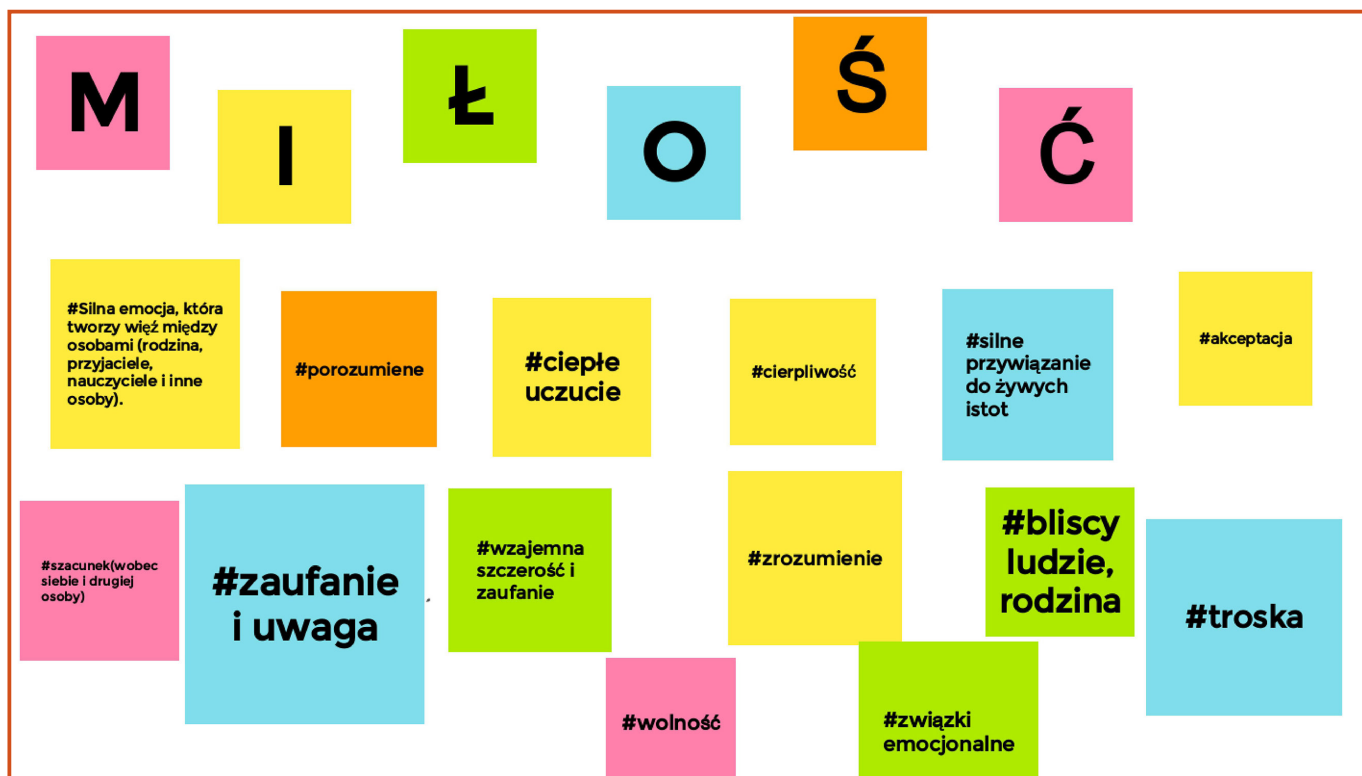 M I Ł O Ś Ć
#Silna emocja, która
tworzy więź między
osobami (rodzina,
przyjaciele,
nauczyciele i inne
osoby).
#porozumiene
#ciepłe
uczucie
#cierpliwość
#silne
przywiązanie
do żywych
istot
#akceptacja
#szacunek(wobec
siebie i drugiej
osoby)
#zaufanie
i uwaga
#wzajemna
szczerość i
zaufanie
#zrozumienie
#bliscy
ludzie,
rodzina
#troska
#wolność
#związki
emocjonalne